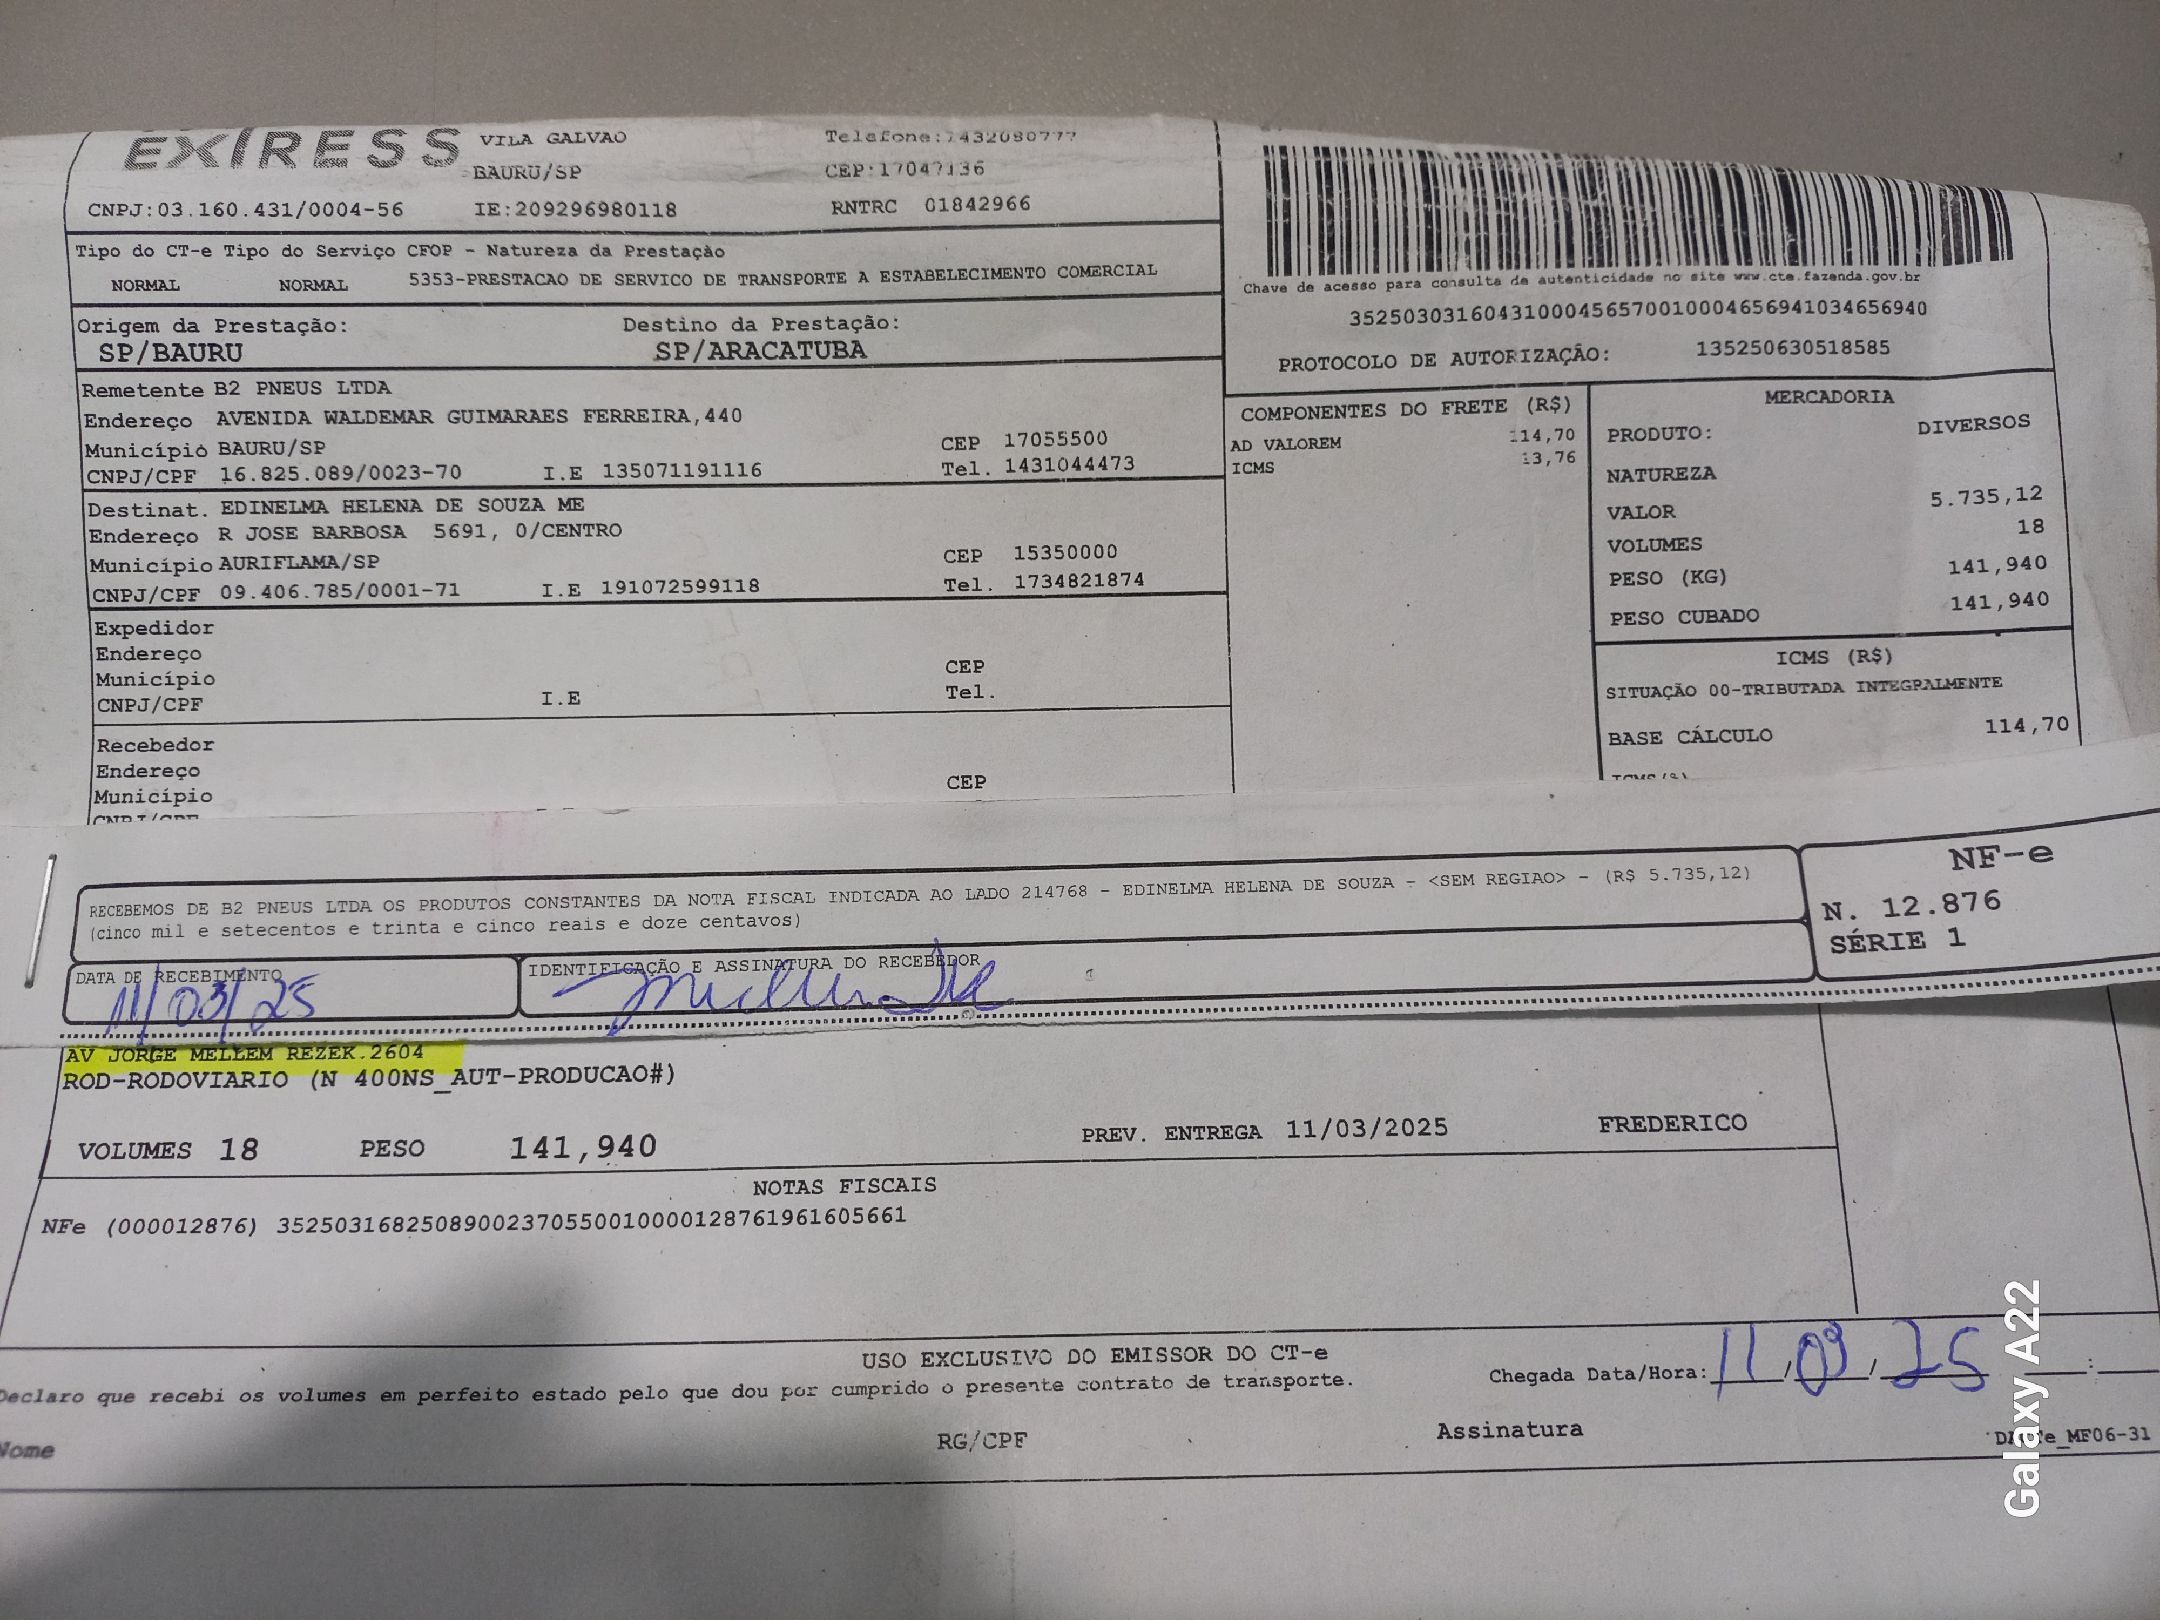 EXPRESS VILA GALVAO Telefone:1432080777
BAURU/SP CEP:17047136
CNPJ:03.160.431/0004-56 IE:209296980118 RNTRC 01842966
Tipo do CT-e Tipo do Serviço CFOP - Natureza da Prestação
NORMAL NORMAL 5353-PRESTACAO DE SERVICO DE TRANSPORTE A ESTABELECIMENTO COMERCIAL
Origem da Prestação: Destino da Prestação:
SP/BAURU SP/ARACATUBA
Remetente B2 PNEUS LTDA
Endereço AVENIDA WALDEMAR GUIMARAES FERREIRA,440
Município BAURU/SP CEP 17055500
CNPJ/CPF 16.825.089/0023-70 I.E 135071191116 Tel. 1431044473
Destinat. EDINELMA HELENA DE SOUZA ME
Endereço R JOSE BARBOSA 5691, 0/CENTRO
Município AURIFLAMA/SP CEP 15350000
CNPJ/CPF 09.406.785/0001-71 I.E 191072599118 Tel. 1734821874
Expedidor
Endereço
Município CEP
CNPJ/CPF I.E Tel.
Recebedor
Endereço
Município CEP
CNPJ/CPF
Chave de acesso para consulta de autenticidade no site www.cte.fazenda.gov.br
35250303160431000456570010004656941034656940
PROTOCOLO DE AUTORIZAÇÃO: 135250630518585
COMPONENTES DO FRETE (R$)
AD VALOREM 114,70
ICMS 13,76
MERCADORIA
PRODUTO: DIVERSOS
NATUREZA
VALOR 5.735,12
VOLUMES 18
PESO (KG) 141,940
PESO CUBADO 141,940
ICMS (R$)
SITUAÇÃO 00-TRIBUTADA INTEGRALMENTE
BASE CÁLCULO 114,70
RECEBEMOS DE B2 PNEUS LTDA OS PRODUTOS CONSTANTES DA NOTA FISCAL INDICADA AO LADO 214768 - EDINELMA HELENA DE SOUZA - <SEM REGIAO> - (R$ 5.735,12)
(cinco mil e setecentos e trinta e cinco reais e doze centavos)
DATA DE RECEBIMENTO IDENTIFICAÇÃO E ASSINATURA DO RECEBEDOR
11/03/25
NF-e
N. 12.876
SÉRIE 1
AV JORGE MELLEM REZEK.2604
ROD-RODOVIARIO (N 400NS_AUT-PRODUCAO#)
VOLUMES 18 PESO 141,940 PREV. ENTREGA 11/03/2025 FREDERICO
NOTAS FISCAIS
NFe (000012876) 35250316825089002370550010000128761961605661
USO EXCLUSIVO DO EMISSOR DO CT-e
Declaro que recebi os volumes em perfeito estado pelo que dou por cumprido o presente contrato de transporte. Chegada Data/Hora: 11/03/25 :
Nome RG/CPF Assinatura MF06-31
Galaxy A22